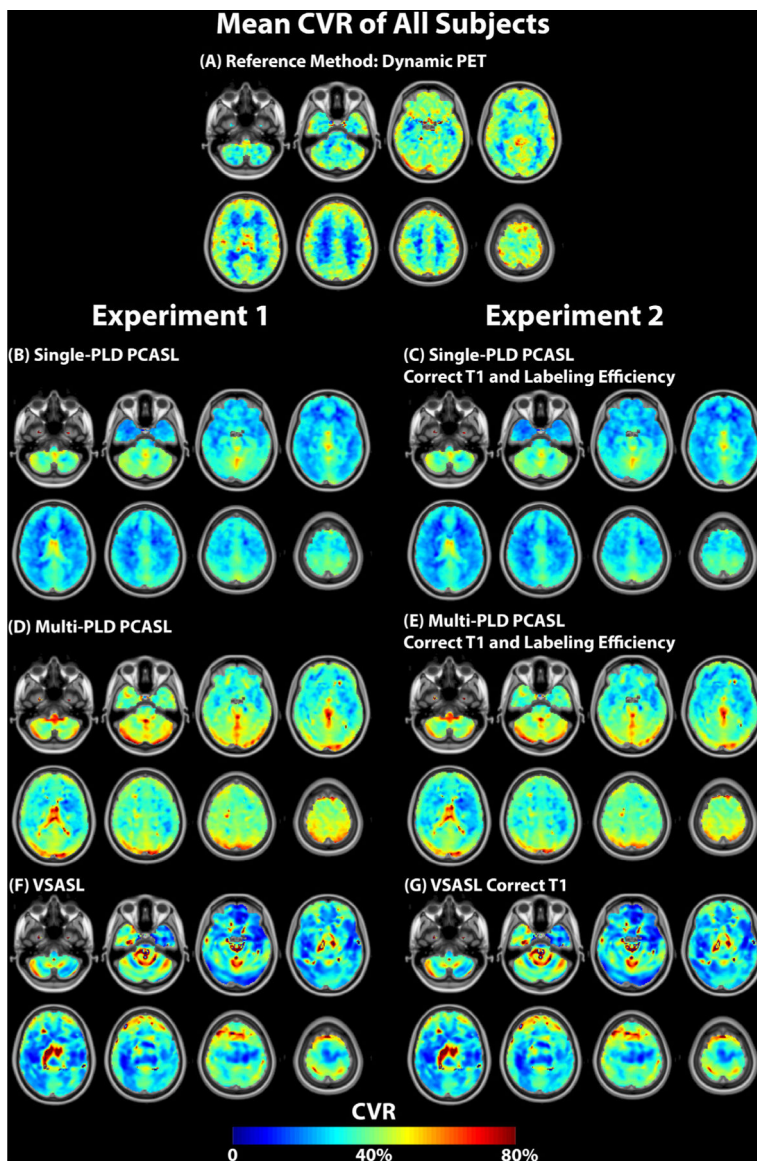 Mean CVR of All Subjects
(A) Reference Method: Dynamic PET
Experiment 1
Experiment 2
(B) Single-PLD PCASL
(C) Single-PLD PCASL
Correct T1 and Labeling Efficiency
(D) Multi-PLD PCASL
(E) Multi-PLD PCASL
Correct T1 and Labeling Efficiency
(F) VSASL
(G) VSASL Correct T1
CVR
0 40% 80%